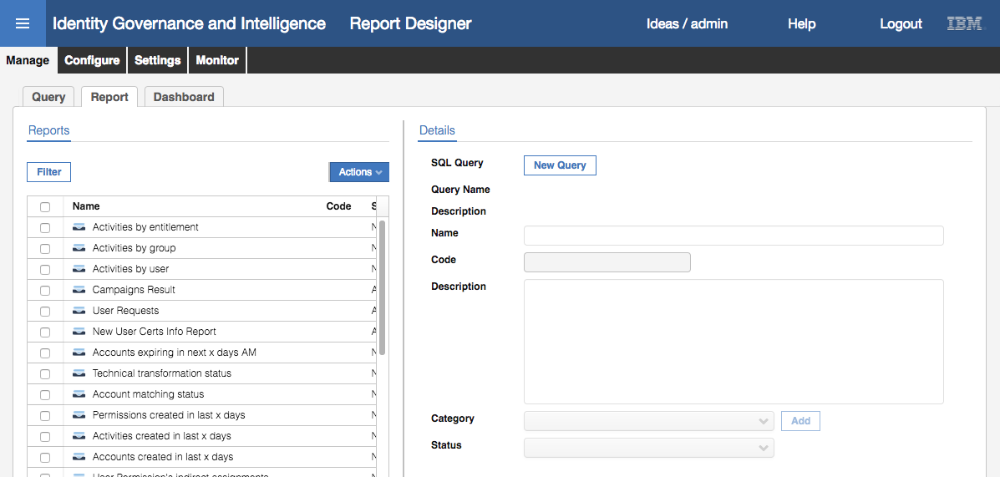 Identity Governance and Intelligence Report Designer Ideas / admin Help Logout IBM
Manage Configure Settings Monitor
Query Report Dashboard
Reports
Filter Actions
Name Code S
Activities by entitlement N
Activities by group N
Activities by user N
Campaigns Result A
User Requests A
New User Certs Info Report A
Accounts expiring in next x days AM N
Technical transformation status N
Account matching status N
Permissions created in last x days N
Activities created in last x days N
Accounts created in last x days N
User Permission's indirect assignments
Details
SQL Query New Query
Query Name
Description
Name
Code
Description
Category Add
Status